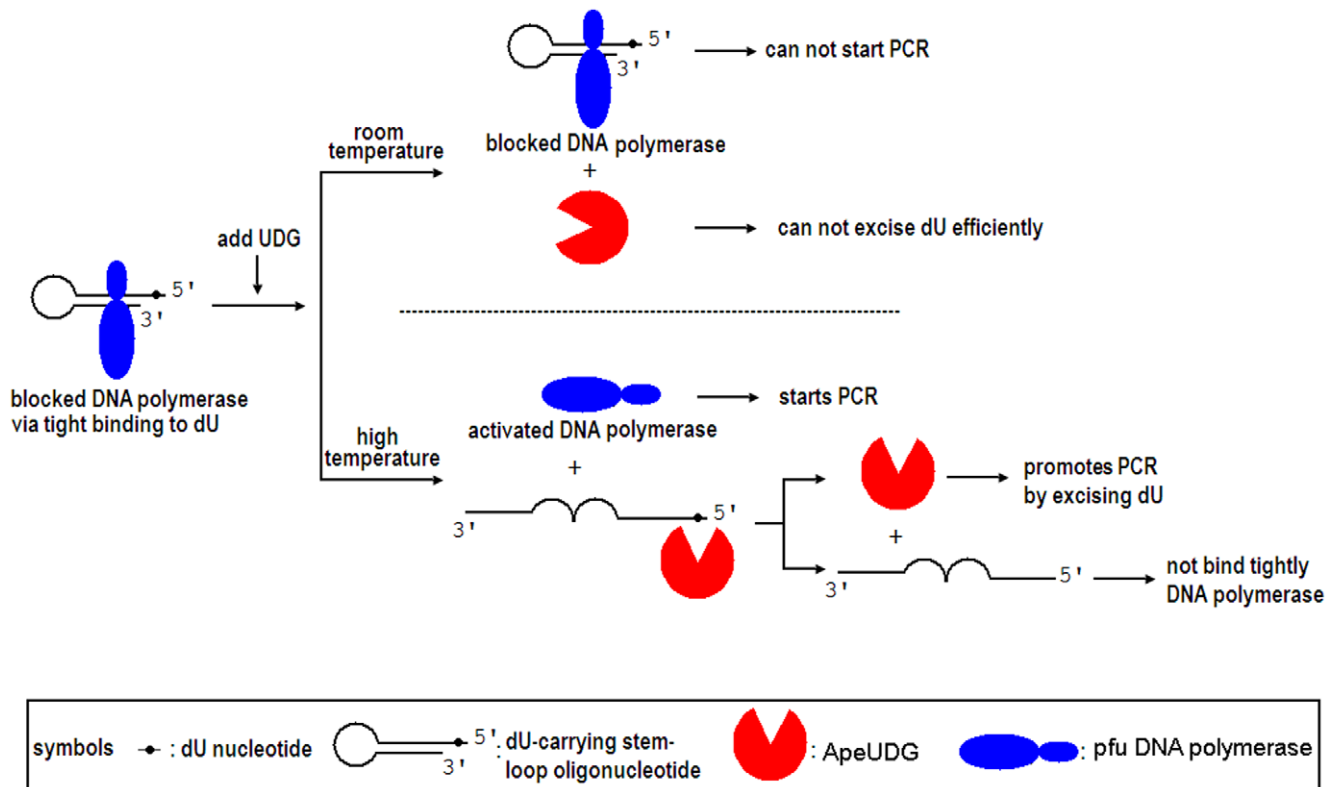 5'
3'
can not start PCR
room
temperature
blocked DNA polymerase
+
add UDG
can not excise dU efficiently
5'
3'
blocked DNA polymerase
via tight binding to dU
starts PCR
high
temperature
activated DNA polymerase
+
promotes PCR
by excising dU
3'
5'
+
3'
5'
not bind tightly
DNA polymerase
symbols
: dU nucleotide
5'
3'
: dU-carrying stem-
loop oligonucleotide
: ApeUDG
: pfu DNA polymerase